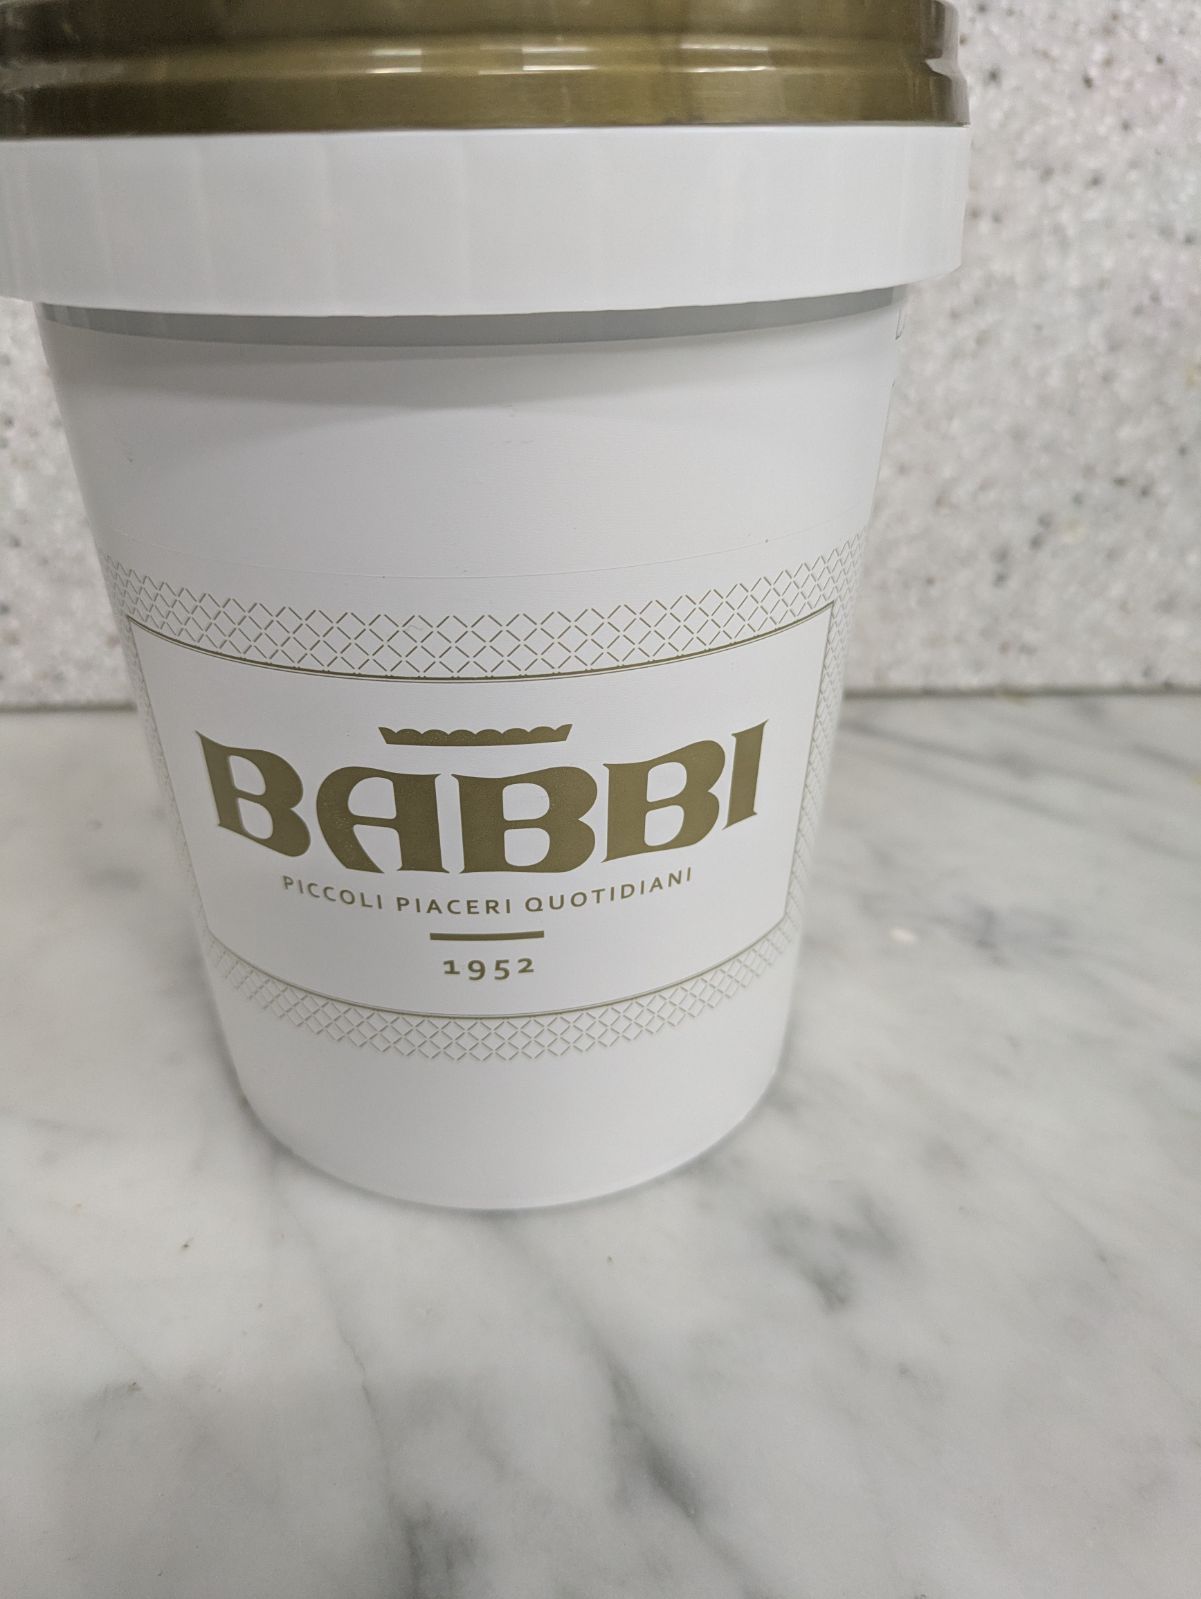 BABBI
PICCOLI PIACERI QUOTIDIANI
1952